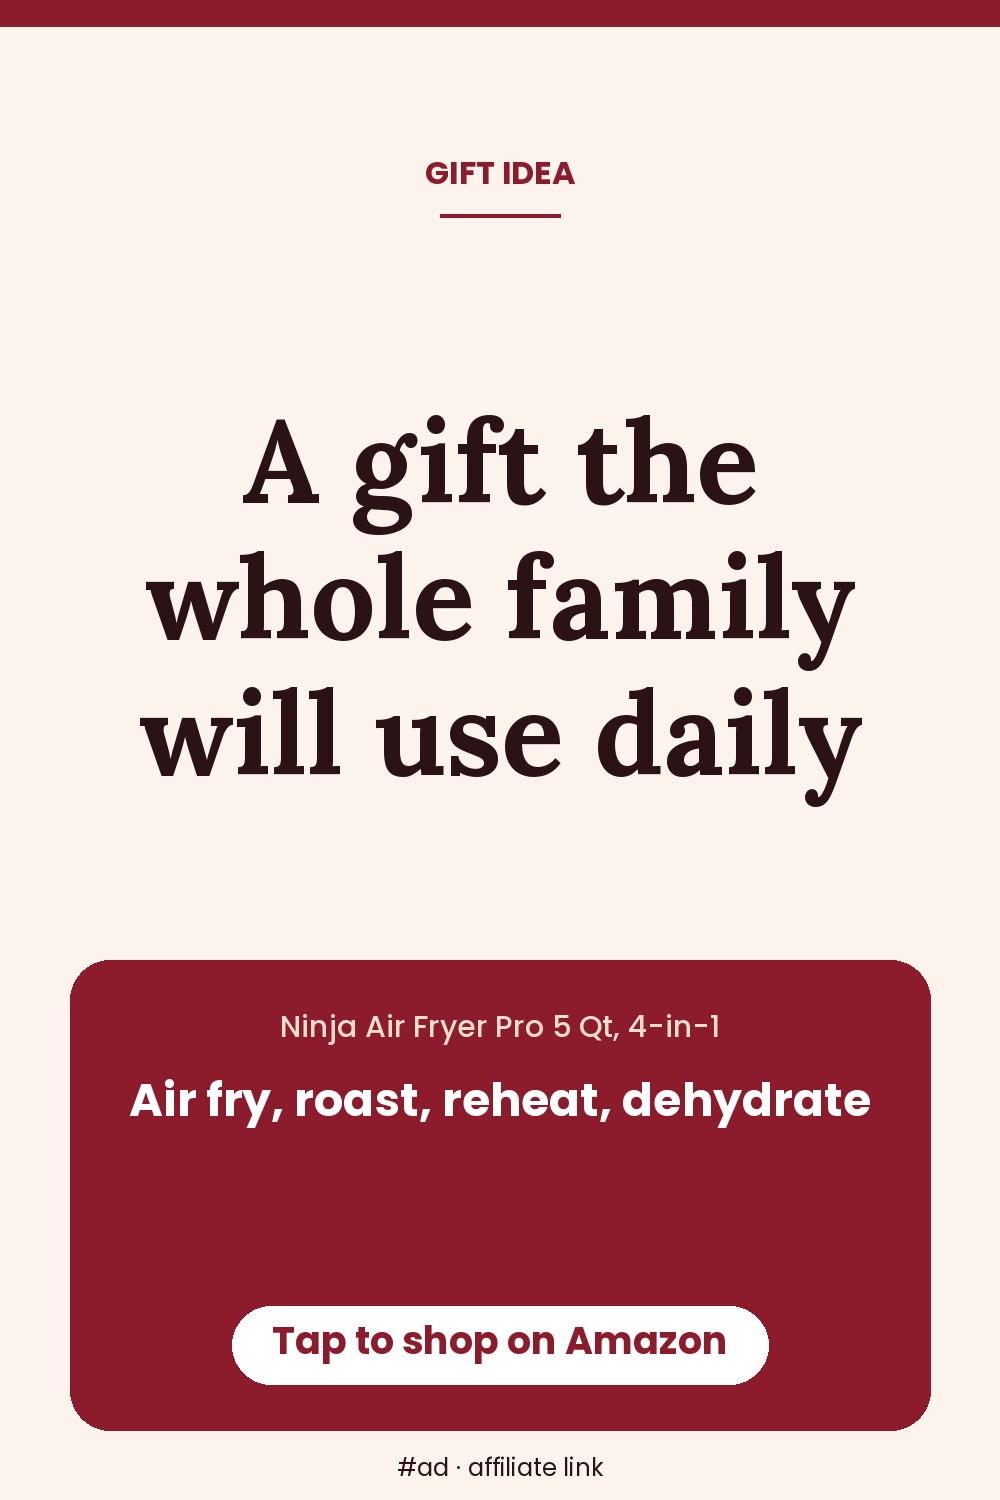 GIFT IDEA
A gift the
whole family
will use daily
Ninja Air Fryer Pro 5 Qt, 4-in-1
Air fry, roast, reheat, dehydrate
Tap to shop on Amazon
#ad · affiliate link